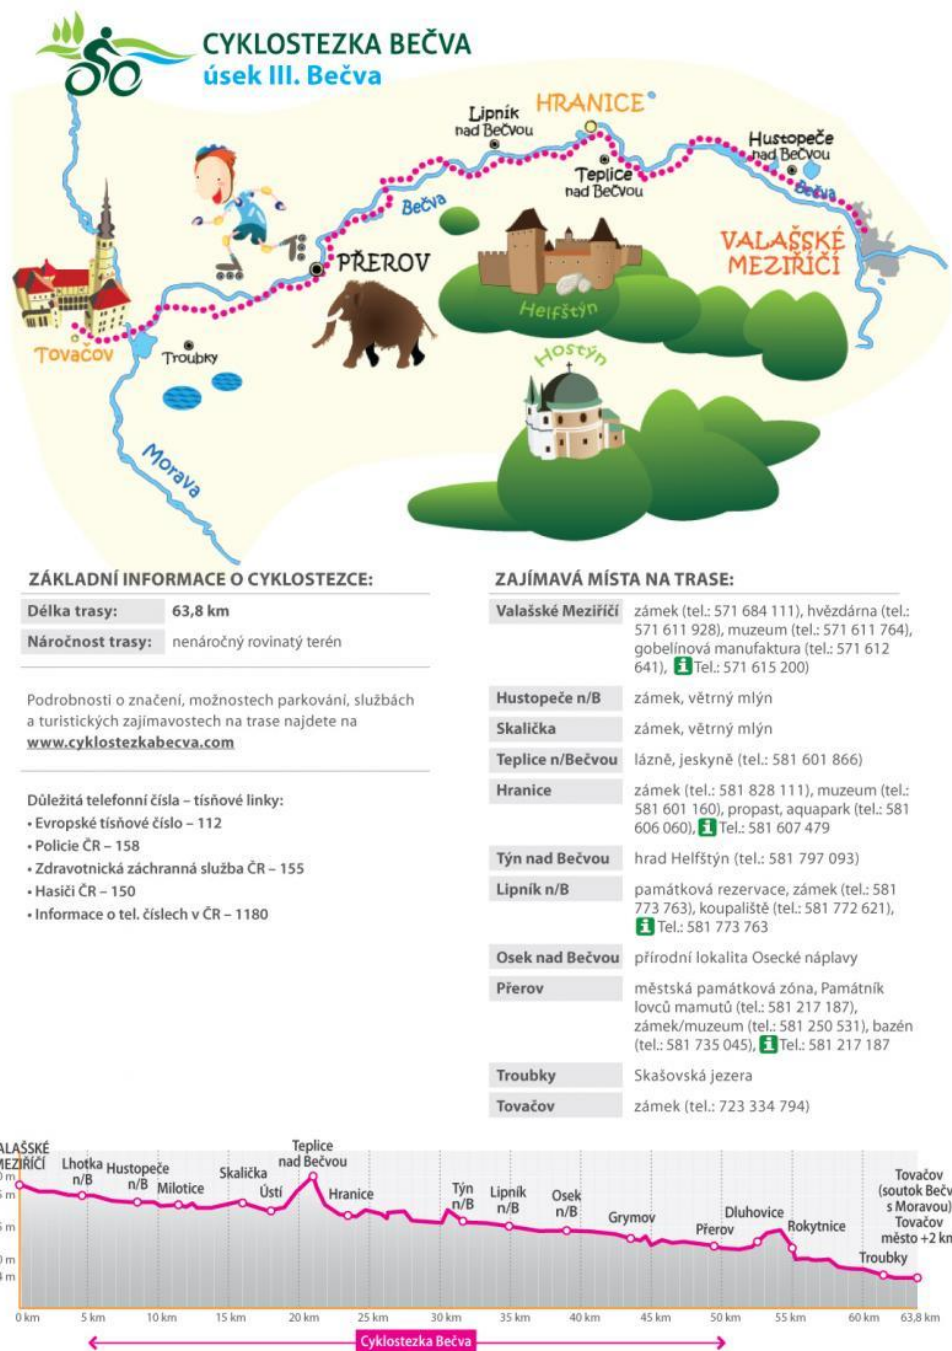 CYKLOSTEZKA BEČVA
úsek III. Bečva
Lipník
nad Bečvou
HRANICE
Hustopeče
nad Bečvou
Teplice
nad Bečvou
Bečva
Bečva
VALAŠSKÉ
MEZIŘÍČÍ
PŘEROV
Helfštýn
Tovačov
Troubky
Hostýn
Morava
ZÁKLADNÍ INFORMACE O CYKLOSTEZCE:
Délka trasy: 63,8 km
Náročnost trasy: nenáročný rovinatý terén
Podrobnosti o značení, možnostech parkování, službách
a turistických zajímavostech na trase najdete na
www.cyklostezkabecva.com
Důležitá telefonní čísla – tísňové linky:
• Evropské tísňové číslo – 112
• Policie ČR – 158
• Zdravotnická záchranná služba ČR – 155
• Hasiči ČR – 150
• Informace o tel. číslech v ČR – 1180
ZAJÍMAVÁ MÍSTA NA TRASE:
Valašské Meziříčí zámek (tel.: 571 684 111), hvězdárna (tel.:
571 611 928), muzeum (tel.: 571 611 764),
gobelínová manufaktura (tel.: 571 612
641), i Tel.: 571 615 200)
Hustopeče n/B zámek, větrný mlýn
Skalička zámek, větrný mlýn
Teplice n/Bečvou lázně, jeskyně (tel.: 581 601 866)
Hranice zámek (tel.: 581 828 111), muzeum (tel.:
581 601 160), propast, aquapark (tel.: 581
606 060), i Tel.: 581 607 479
Týn nad Bečvou hrad Helfštýn (tel.: 581 797 093)
Lipník n/B památková rezervace, zámek (tel.: 581
773 763), koupaliště (tel.: 581 772 621),
i Tel.: 581 773 763
Osek nad Bečvou přírodní lokalita Osecké náplavy
Přerov městská památková zóna, Památník
lovců mamutů (tel.: 581 217 187),
zámek/muzeum (tel.: 581 250 531), bazén
(tel.: 581 735 045), i Tel.: 581 217 187
Troubky Skašovská jezera
Tovačov zámek (tel.: 723 334 794)
ALAŠSKÉ
MEZIŘÍČÍ
Lhotka
n/B
Hustopeče
n/B
Milotice
Skalička
Ústí
Teplice
nad Bečvou
Hranice
Týn
n/B
Lipník
n/B
Osek
n/B
Grymov
Přerov
Dluhovice
Rokytnice
Troubky
Tovačov
(soutok Bečv
s Moravou)
Tovačov
město +2 km
0 km 5 km 10 km 15 km 20 km 25 km 30 km 35 km 40 km 45 km 50 km 55 km 60 km 63,8 km
Cyklostezka Bečva